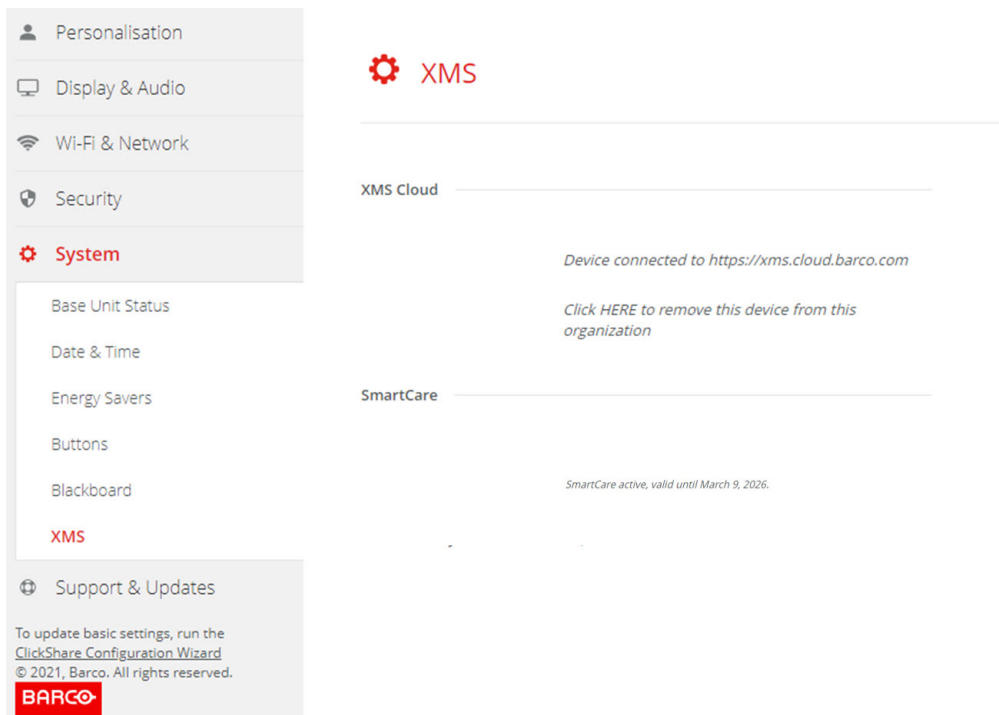 Personalisation
Display & Audio
Wi-Fi & Network
Security
System
Base Unit Status
Date & Time
Energy Savers
Buttons
Blackboard
XMS
Support & Updates
To update basic settings, run the
ClickShare Configuration Wizard
© 2021, Barco. All rights reserved.
BARCO
XMS
XMS Cloud
Device connected to https://xms.cloud.barco.com
Click HERE to remove this device from this
organization
SmartCare
SmartCare active, valid until March 9, 2026.